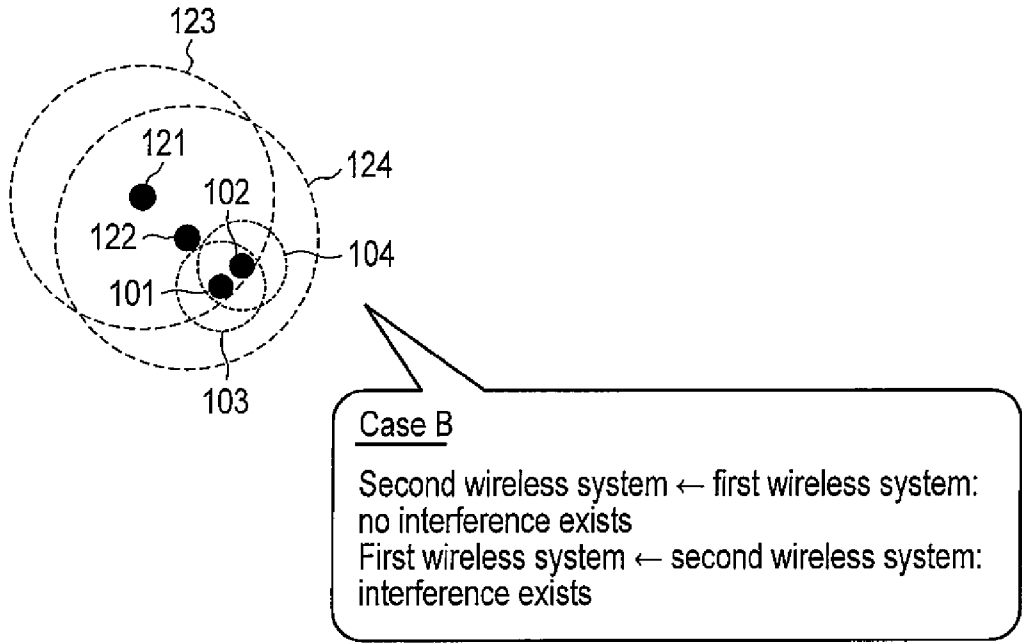 123
121
124
102
122
104
101
103
Case B
Second wireless system ← first wireless system:
no interference exists
First wireless system ← second wireless system:
interference exists